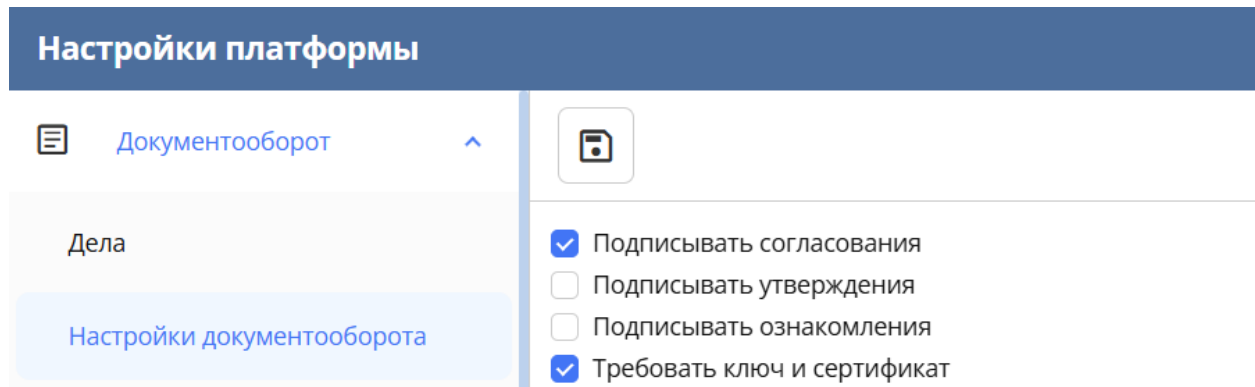 Настройки платформы
Документооборот
Дела
Настройки документооборота
Подписывать согласования
Подписывать утверждения
Подписывать ознакомления
Требовать ключ и сертификат